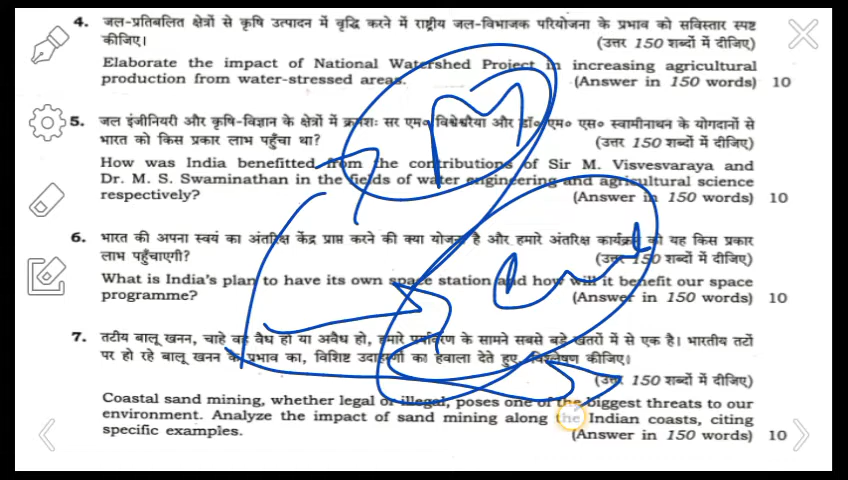 4. जल-प्रतिबलित क्षेत्रों से कृषि उत्पादन में वृद्धि करने में राष्ट्रीय जल-विभाजक परियोजना के प्रभाव को सविस्तार स्पष्ट
कीजिए। (उत्तर 150 शब्दों में दीजिए)
Elaborate the impact of National Watershed Project in increasing agricultural
production from water-stressed areas. (Answer in 150 words) 10
5. जल इंजीनियरी और कृषि-विज्ञान के क्षेत्रों में क्रमशः सर एम० विश्वेश्वरैया और डॉ० एम० एस० स्वामीनाथन के योगदानों से
भारत को किस प्रकार लाभ पहुँचा था? (उत्तर 150 शब्दों में दीजिए)
How was India benefitted from the contributions of Sir M. Visvesvaraya and
Dr. M. S. Swaminathan in the fields of water engineering and agricultural science
respectively? (Answer in 150 words) 10
6. भारत की अपना स्वयं का अंतरिक्ष केंद्र प्राप्त करने की क्या योजना है और हमारे अंतरिक्ष कार्यक्रम को यह किस प्रकार
लाभ पहुँचाएगी? (उत्तर 150 शब्दों में दीजिए)
What is India's plan to have its own space station and how will it benefit our space
programme? (Answer in 150 words) 10
7. तटीय बालू खनन, चाहे वह वैध हो या अवैध हो, हमारे पर्यावरण के सामने सबसे बड़े खतरों में से एक है। भारतीय तटों
पर हो रहे बालू खनन के प्रभाव का, विशिष्ट उदाहरणों का हवाला देते हुए, विश्लेषण कीजिए।
(उत्तर 150 शब्दों में दीजिए)
Coastal sand mining, whether legal or illegal, poses one of the biggest threats to our
environment. Analyze the impact of sand mining along the Indian coasts, citing
specific examples. (Answer in 150 words) 10